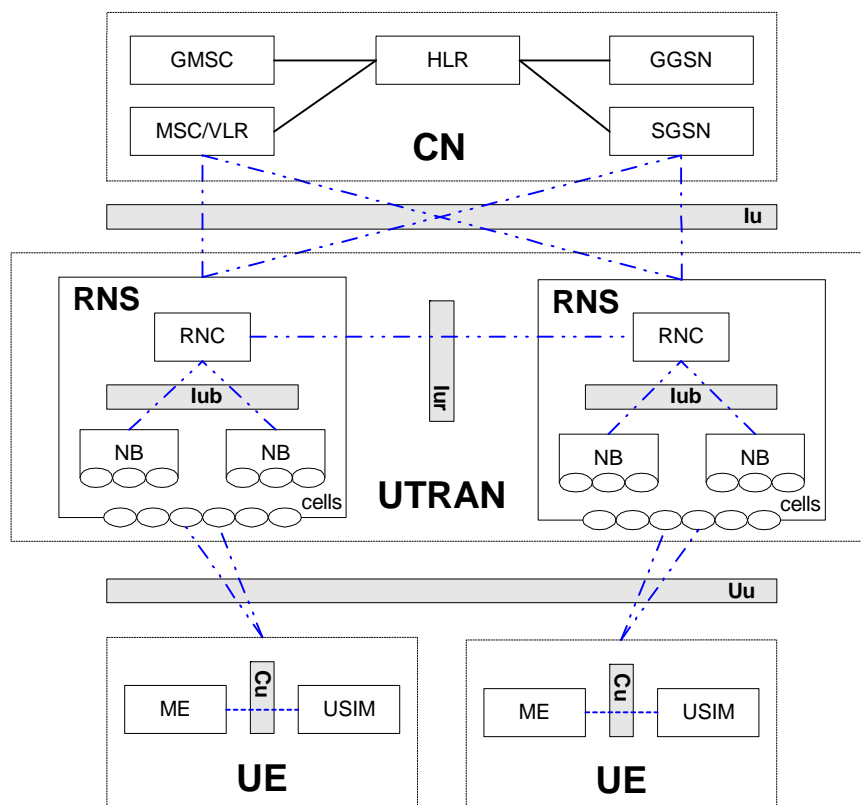 GMSC HLR GGSN
MSC/VLR CN SGSN
Iu
RNS RNS
RNC RNC
Iur
Iub Iub
NB NB NB NB
cells UTRAN cells
Uu
Cu Cu
ME USIM ME USIM
UE UE